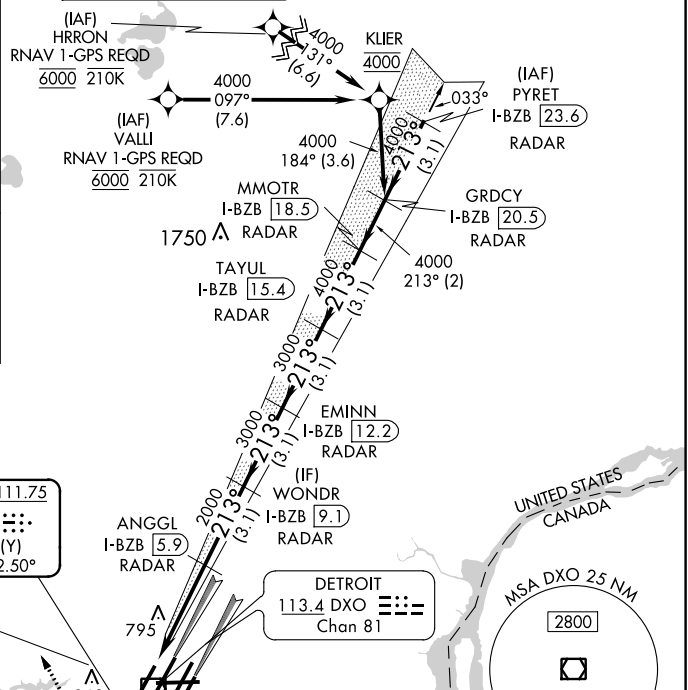 (IAF)
HRRON
RNAV 1-GPS REQD
6000 210K
4000
131°
(6.6)
KLIER
4000
4000
097°
(7.6)
(IAF)
VALLI
RNAV 1-GPS REQD
6000 210K
033°
(IAF)
PYRET
I-BZB 23.6
RADAR
4000
213°
(3.1)
4000
184° (3.6)
MMOTR
I-BZB 18.5
RADAR
GRDCY
I-BZB 20.5
RADAR
1750
4000
213° (2)
TAYUL
I-BZB 15.4
RADAR
4000
213°
(3.1)
3000
213°
(3.1)
EMINN
I-BZB 12.2
RADAR
3000
213°
(3.1)
(IF)
WONDR
I-BZB 9.1
RADAR
2000
213°
(3.1)
ANGGL
I-BZB 5.9
RADAR
111.75
(Y)
2.50°
795
DETROIT
113.4 DXO
Chan 81
UNITED STATES
CANADA
MSA DXO 25 NM
2800